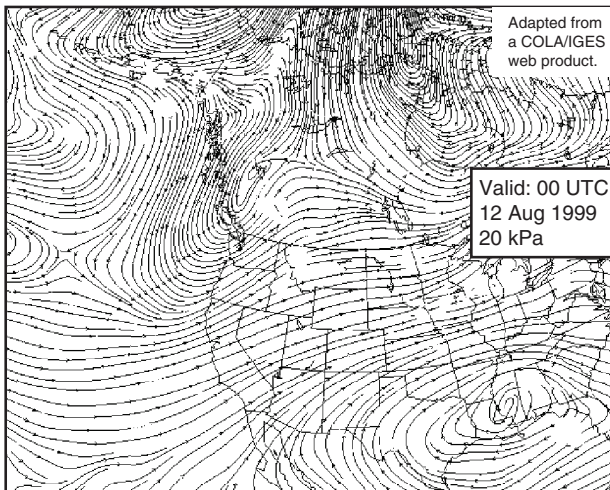 Adapted from
a COLA/IGES
web product.
Valid: 00 UTC
12 Aug 1999
20 kPa